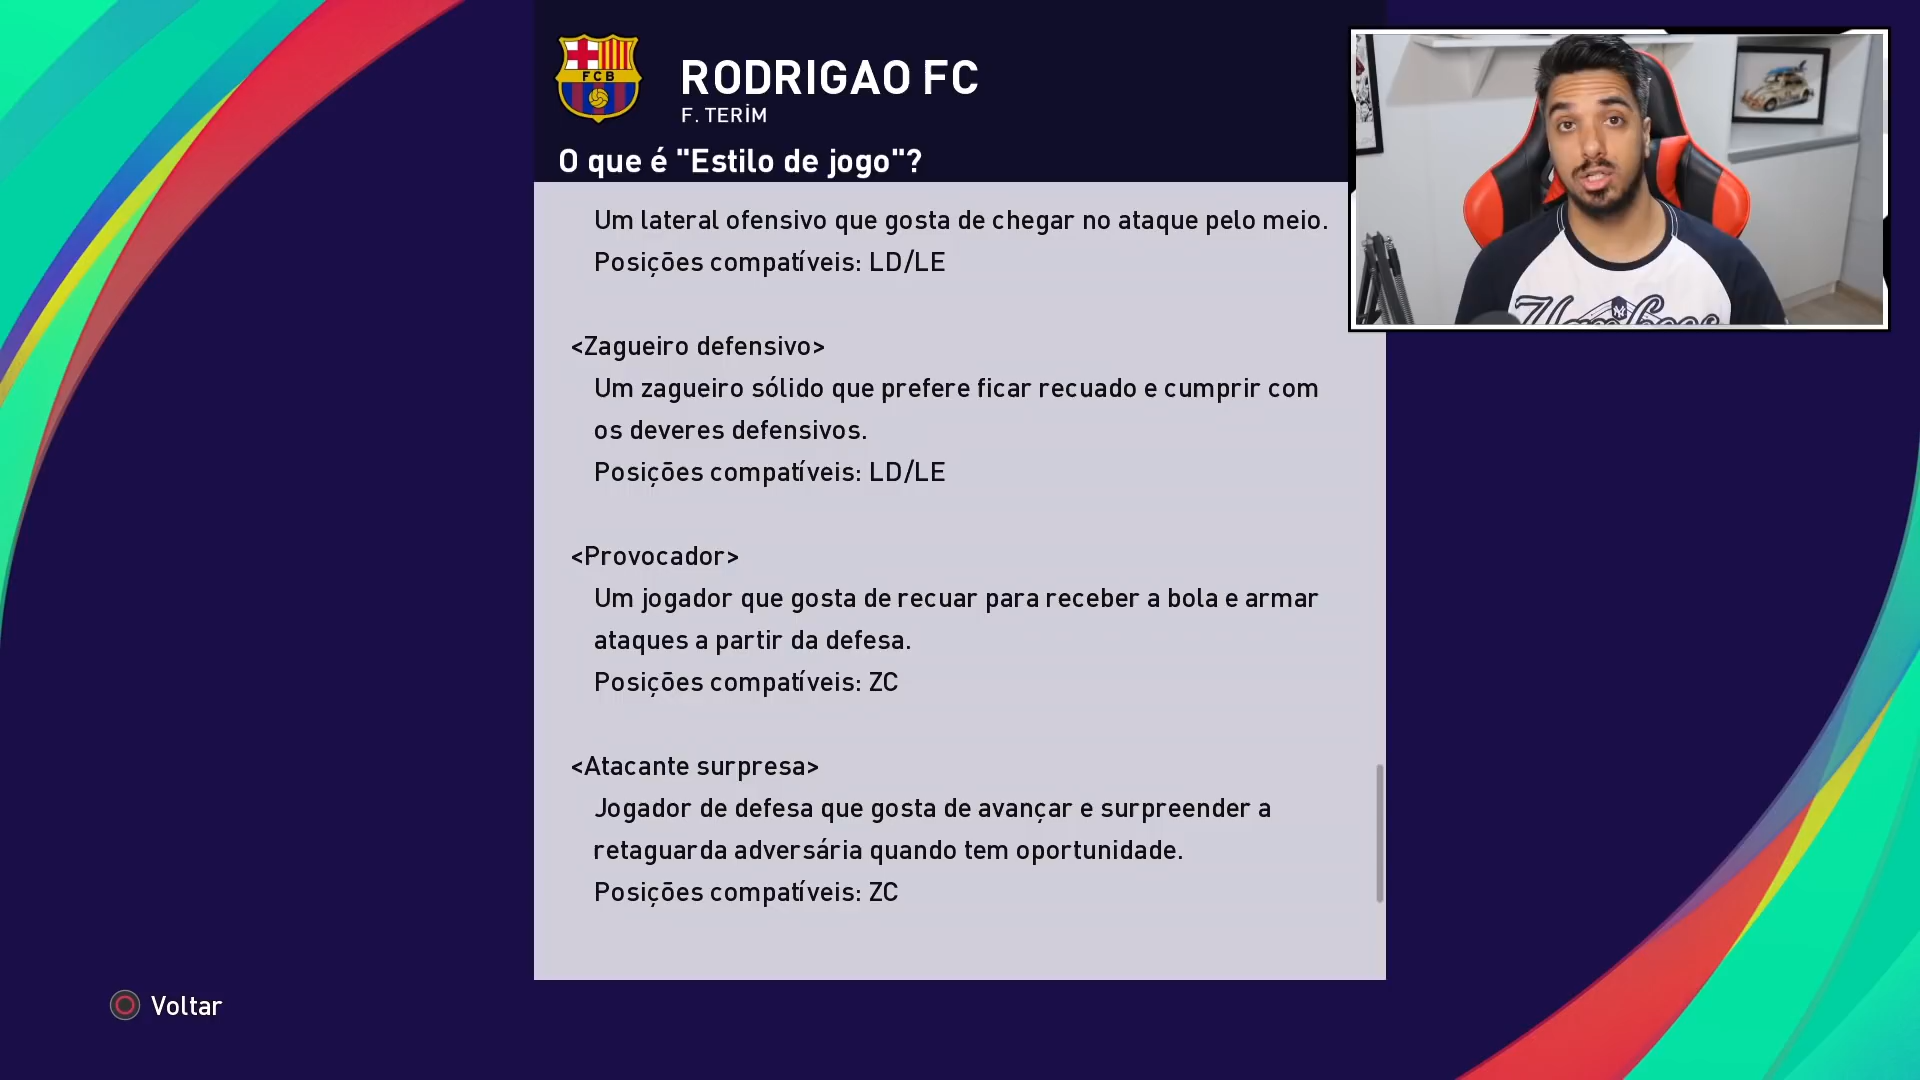 FCB
RODRIGAO FC
F. TERİM
O que é "Estilo de jogo"?
Um lateral ofensivo que gosta de chegar no ataque pelo meio.
Posições compatíveis: LD/LE
<Zagueiro defensivo>
Um zagueiro sólido que prefere ficar recuado e cumprir com
os deveres defensivos.
Posições compatíveis: LD/LE
<Provocador>
Um jogador que gosta de recuar para receber a bola e armar
ataques a partir da defesa.
Posições compatíveis: ZC
<Atacante surpresa>
Jogador de defesa que gosta de avançar e surpreender a
retaguarda adversária quando tem oportunidade.
Posições compatíveis: ZC
Voltar